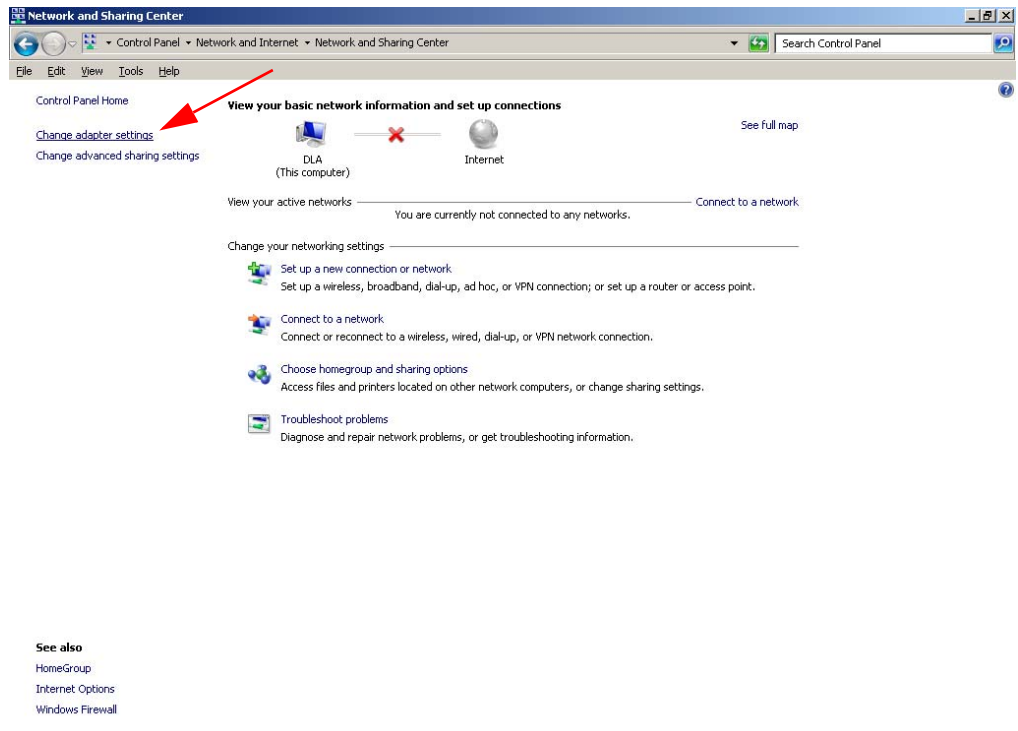 Network and Sharing Center
Control Panel Network and Internet Network and Sharing Center
Search Control Panel
File Edit View Tools Help
Control Panel Home
Change adapter settings
Change advanced sharing settings
View your basic network information and set up connections
See full map
DLA
(This computer)
Internet
View your active networks
Connect to a network
You are currently not connected to any networks.
Change your networking settings
Set up a new connection or network
Set up a wireless, broadband, dial-up, ad hoc, or VPN connection; or set up a router or access point.
Connect to a network
Connect or reconnect to a wireless, wired, dial-up, or VPN network connection.
Choose homegroup and sharing options
Access files and printers located on other network computers, or change sharing settings.
Troubleshoot problems
Diagnose and repair network problems, or get troubleshooting information.
See also
HomeGroup
Internet Options
Windows Firewall